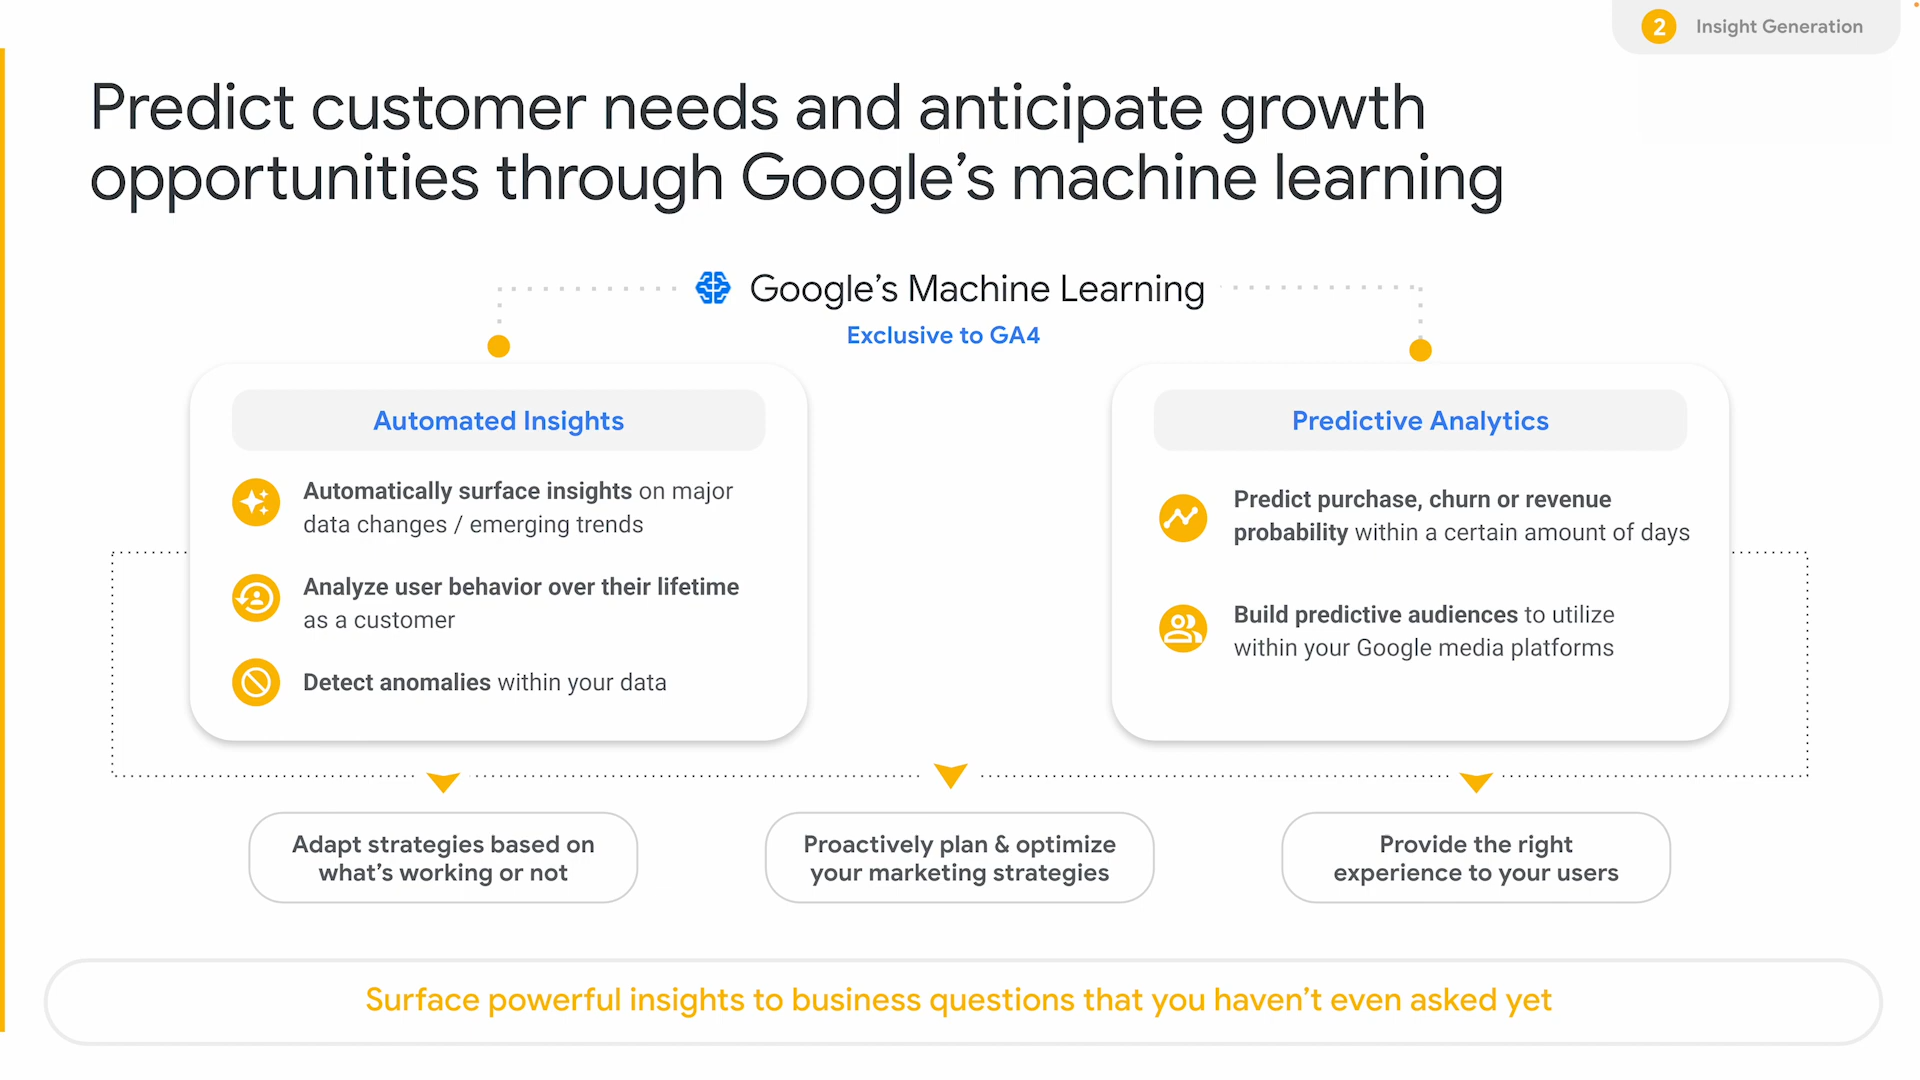 2 Insight Generation
Predict customer needs and anticipate growth
opportunities through Google’s machine learning
Google’s Machine Learning
Exclusive to GA4
Automated Insights
Automatically surface insights on major
data changes / emerging trends
Analyze user behavior over their lifetime
as a customer
Detect anomalies within your data
Predictive Analytics
Predict purchase, churn or revenue
probability within a certain amount of days
Build predictive audiences to utilize
within your Google media platforms
Adapt strategies based on
what’s working or not
Proactively plan & optimize
your marketing strategies
Provide the right
experience to your users
Surface powerful insights to business questions that you haven’t even asked yet